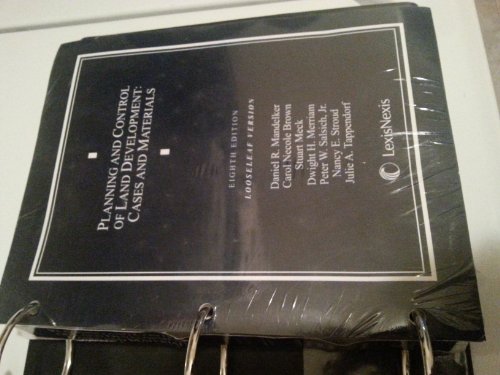 PLANNING AND CONTROL
OF LAND DEVELOPMENT:
CASES AND MATERIALS
EIGHTH EDITION
LOOSELEAF VERSION
Daniel R. Mandelker
Carol Necole Brown
Stuart Meck
Dwight H. Merriam
Peter W. Salsich, Jr.
Nancy E. Stroud
Julie A. Tappendorf
LexisNexis